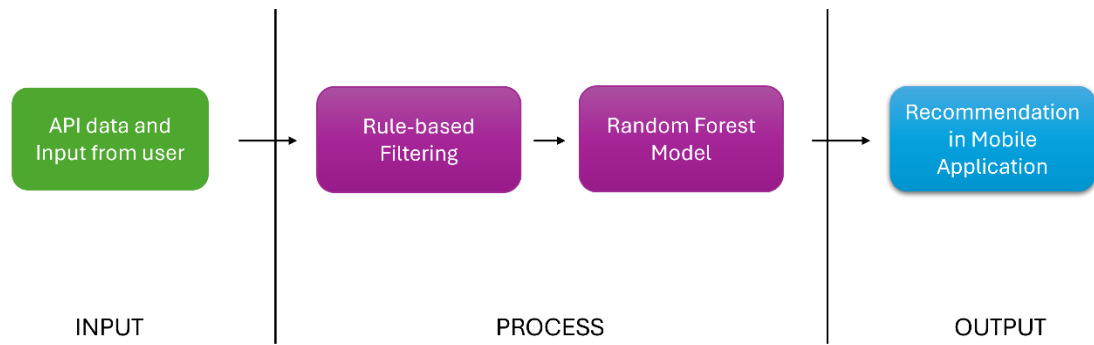 API data and
Input from user
Rule-based
Filtering
Random Forest
Model
Recommendation
in Mobile
Application
INPUT
PROCESS
OUTPUT